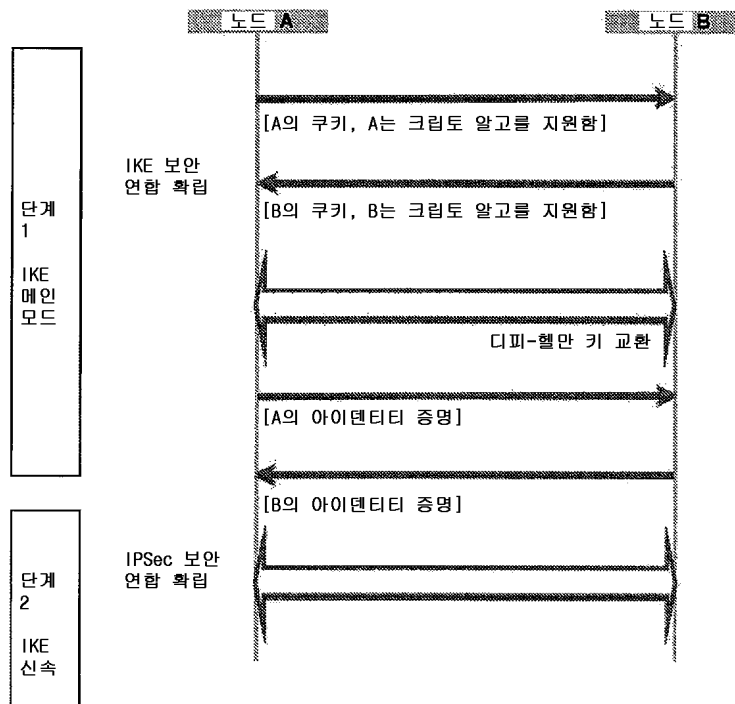 노드 A
노드 B
[A의 쿠키, A는 크립토 알고를 지원함]
IKE 보안
연합 확립
[B의 쿠키, B는 크립토 알고를 지원함]
단계
1
IKE
메인
모드
디피-헬만 키 교환
[A의 아이덴티티 증명]
[B의 아이덴티티 증명]
IPSec 보안
연합 확립
단계
2
IKE
신속